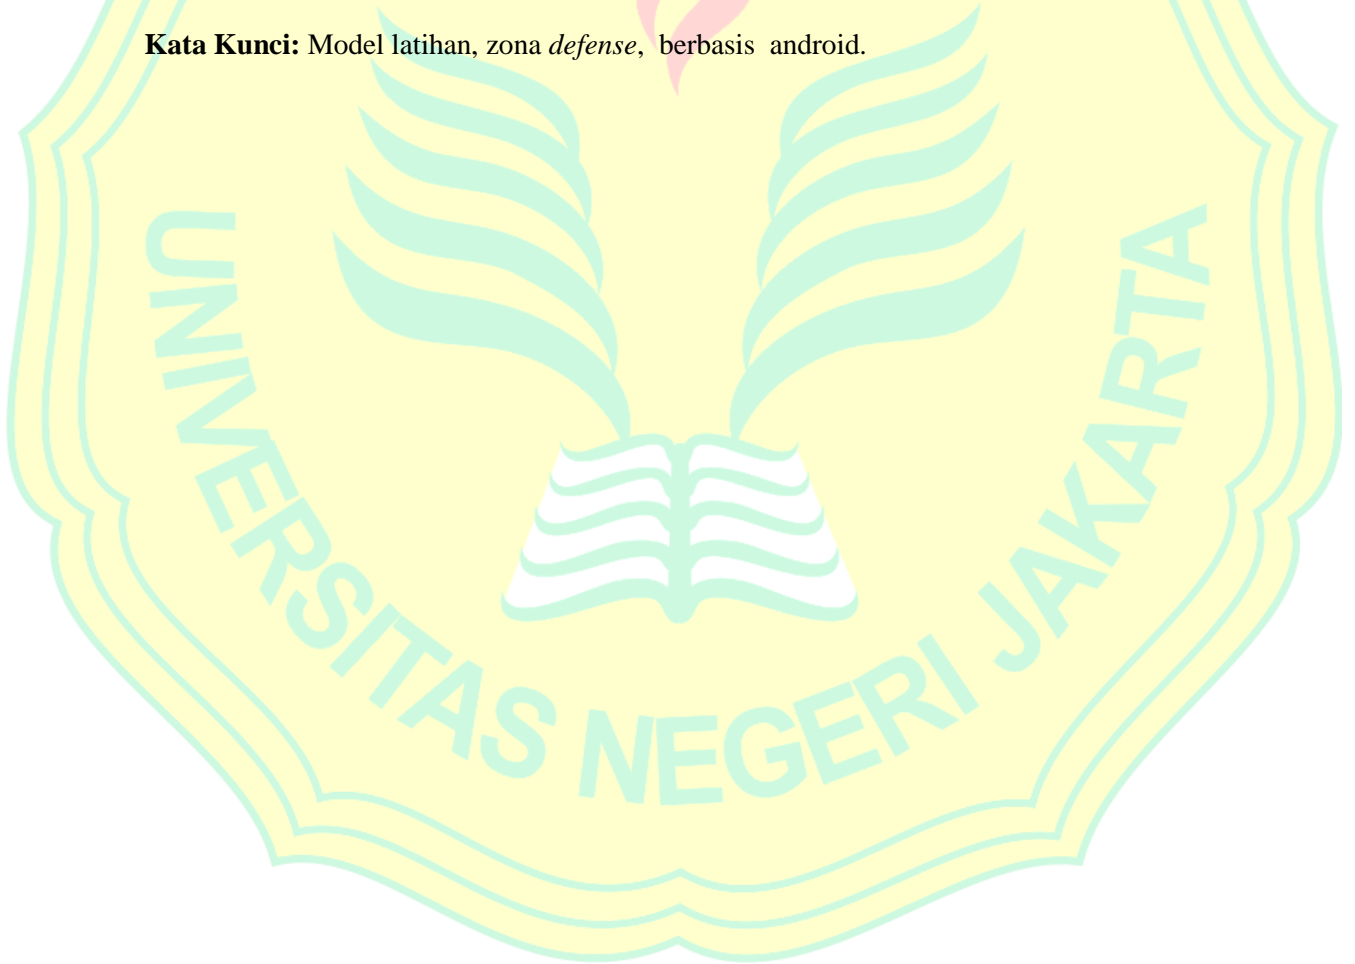 Kata Kunci: Model latihan, zona defense, berbasis android.
UNIVERSITAS NEGERI JAKARTA